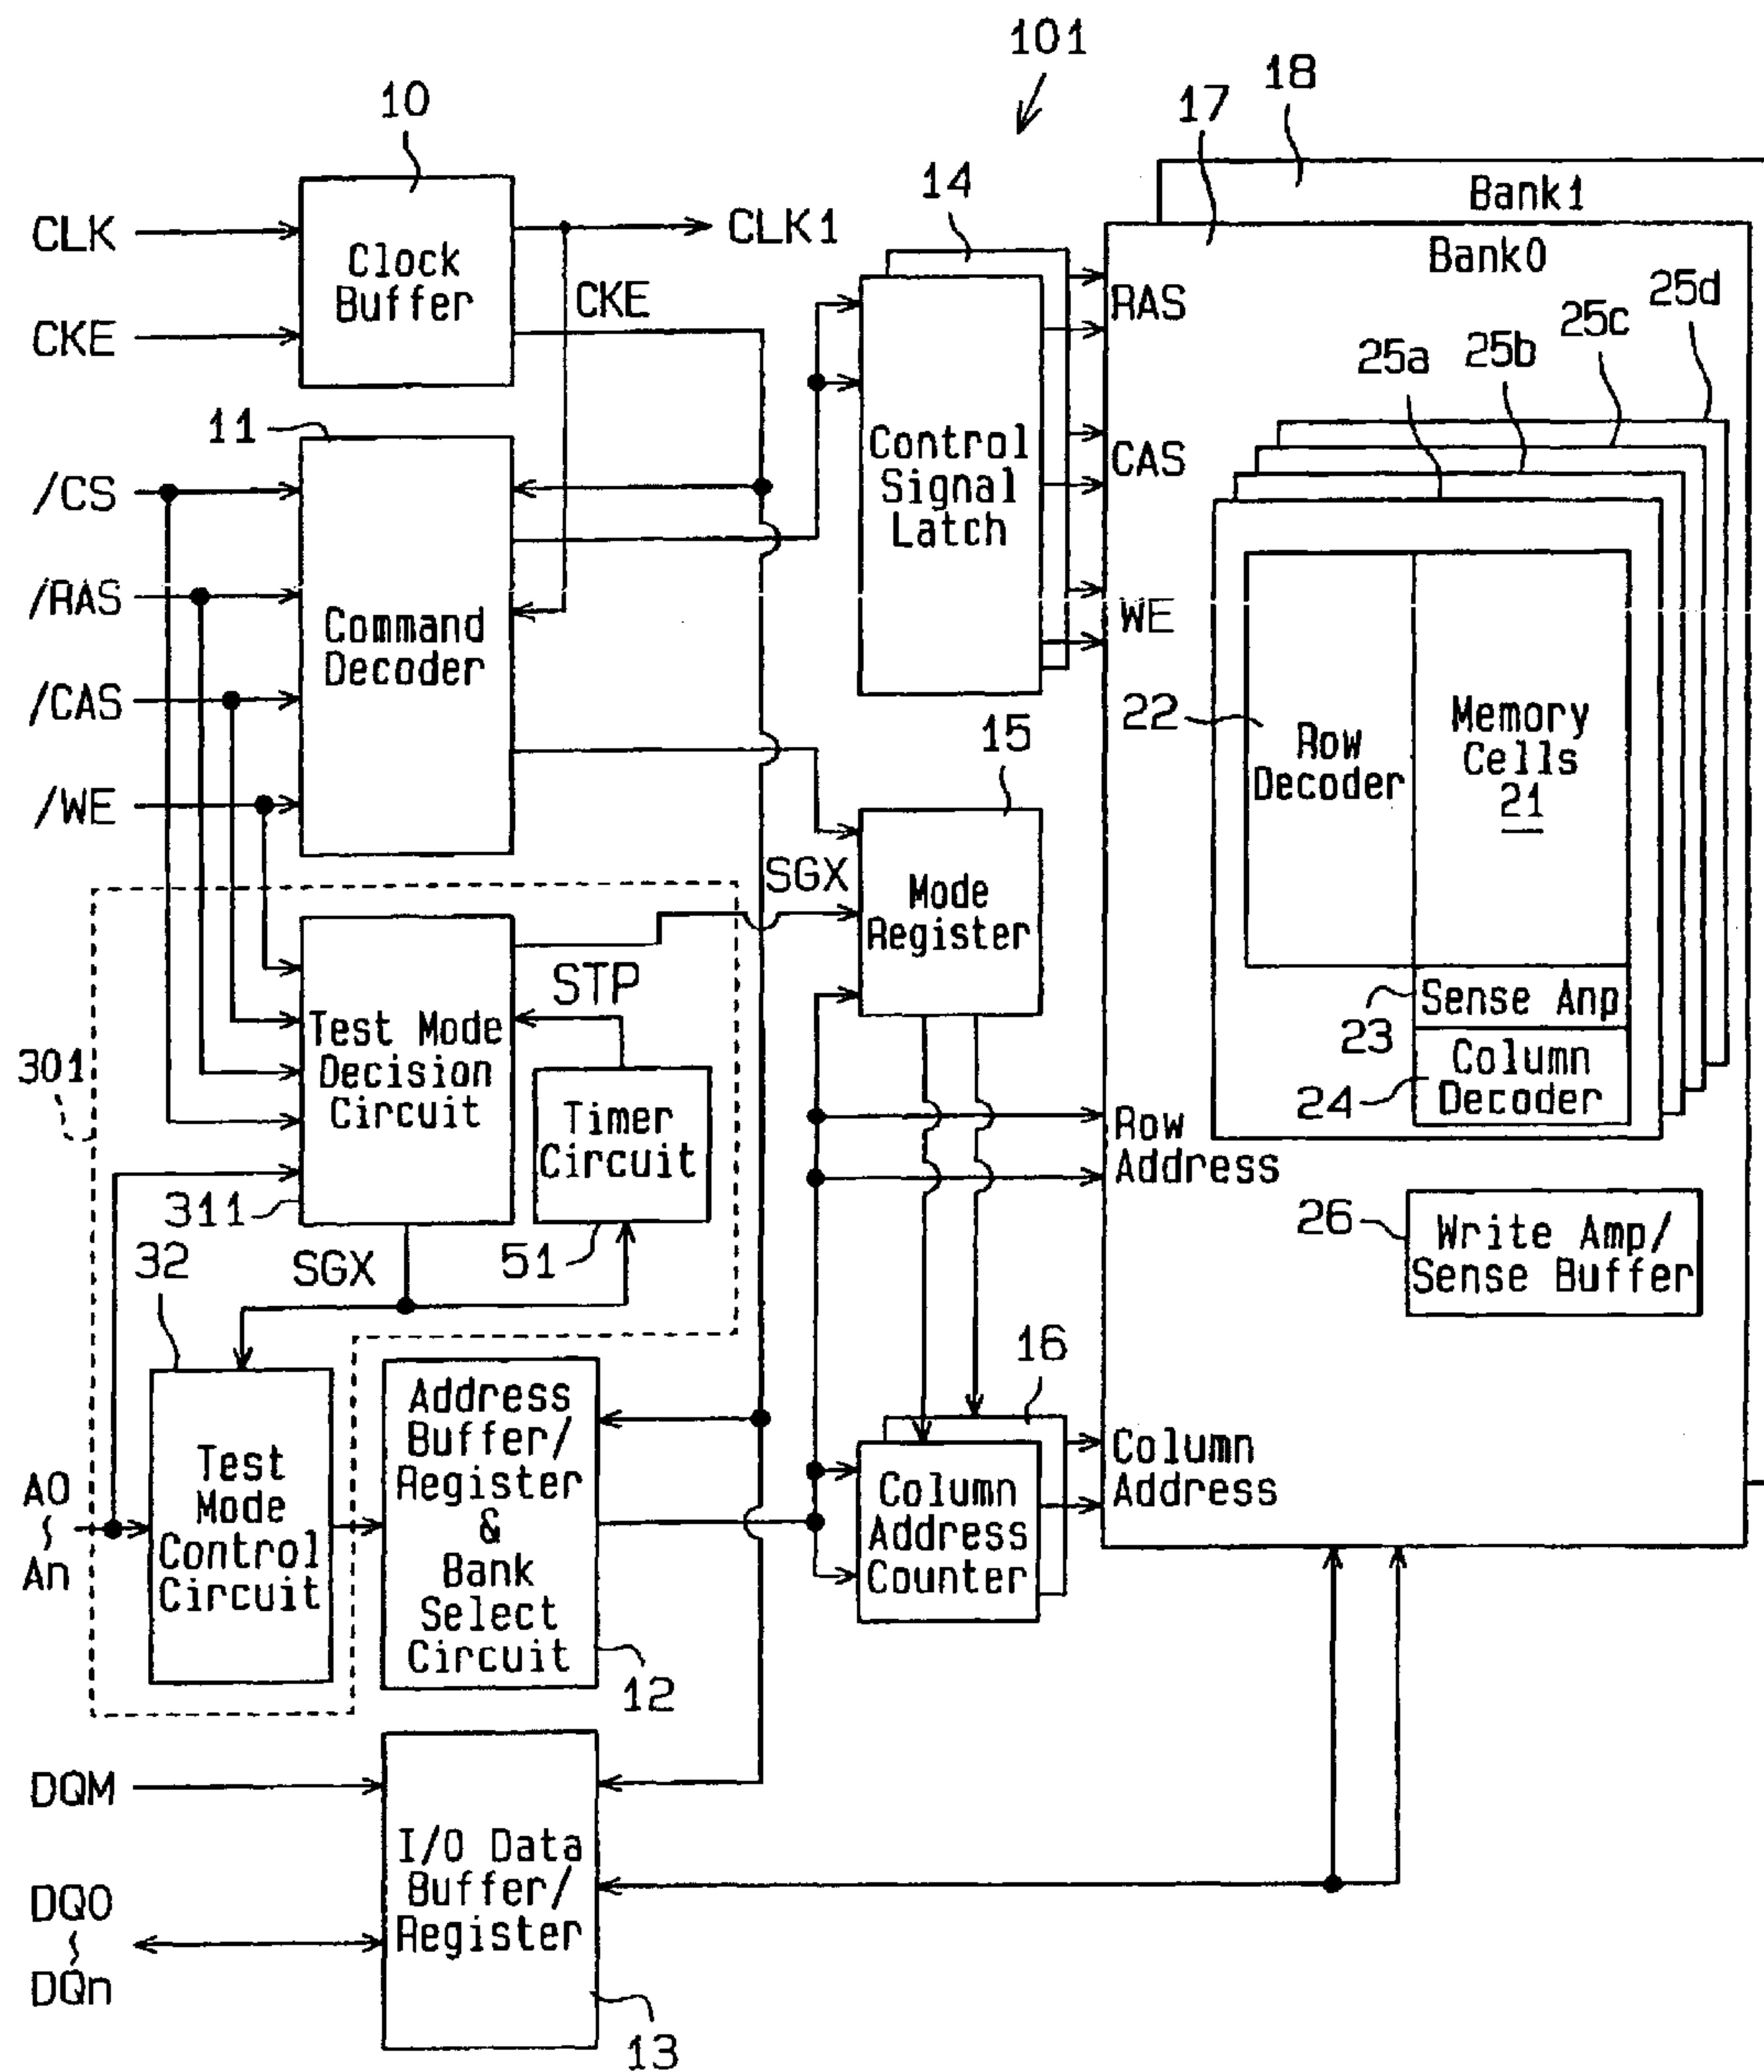 101
10
18
17
14
Bank1
CLK
CLK1
Clock
Buffer
Bank0
CKE
CKE
RAS
25d
25c
25b
25a
11
Control
Signal
Latch
CAS
/CS
/RAS
Command
Decoder
WE
/CAS
22
Row
Decoder
Memory
Cells
21
15
/WE
SGX
Mode
Register
STP
Sense Anp
23
Test Mode
Decision
Circuit
301
Column
Decoder
24
Timer
Circuit
Row
Address
311
51
26
Write Amp/
Sense Buffer
32
SGX
16
Address
Buffer/
Register
&
Bank
Select
Circuit
Test
Mode
Control
Circuit
A0
An
Column
Address
Column
Address
Counter
12
DQM
I/O Data
Buffer/
Register
DQ0
DQn
13